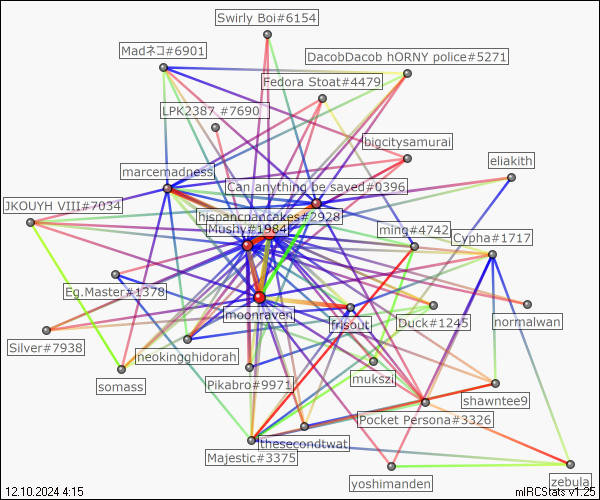 Swirly Boi#6154
Madネコ#6901
DacobDacob hORNY police#5271
Fedora Stoat#4479
LPK2387 #7690
bigcitysamurai
eliakith
marcemadness
Can anything be saved#0396
JKOUYH VIII#7034
hispancpancakes#2928
Mushy#1984
ming#4742
Cypha#1717
Eg.Master#1378
moonraven
frisout
Duck#1245
normalwan
Silver#7938
neokingghidorah
somass
Pikabro#9971
mukszi
shawntee9
Pocket Persona#3326
thesecondtwat
Majestic#3375
yoshimanden
zebula
12.10.2024 4:15
mIRCStats v1.25